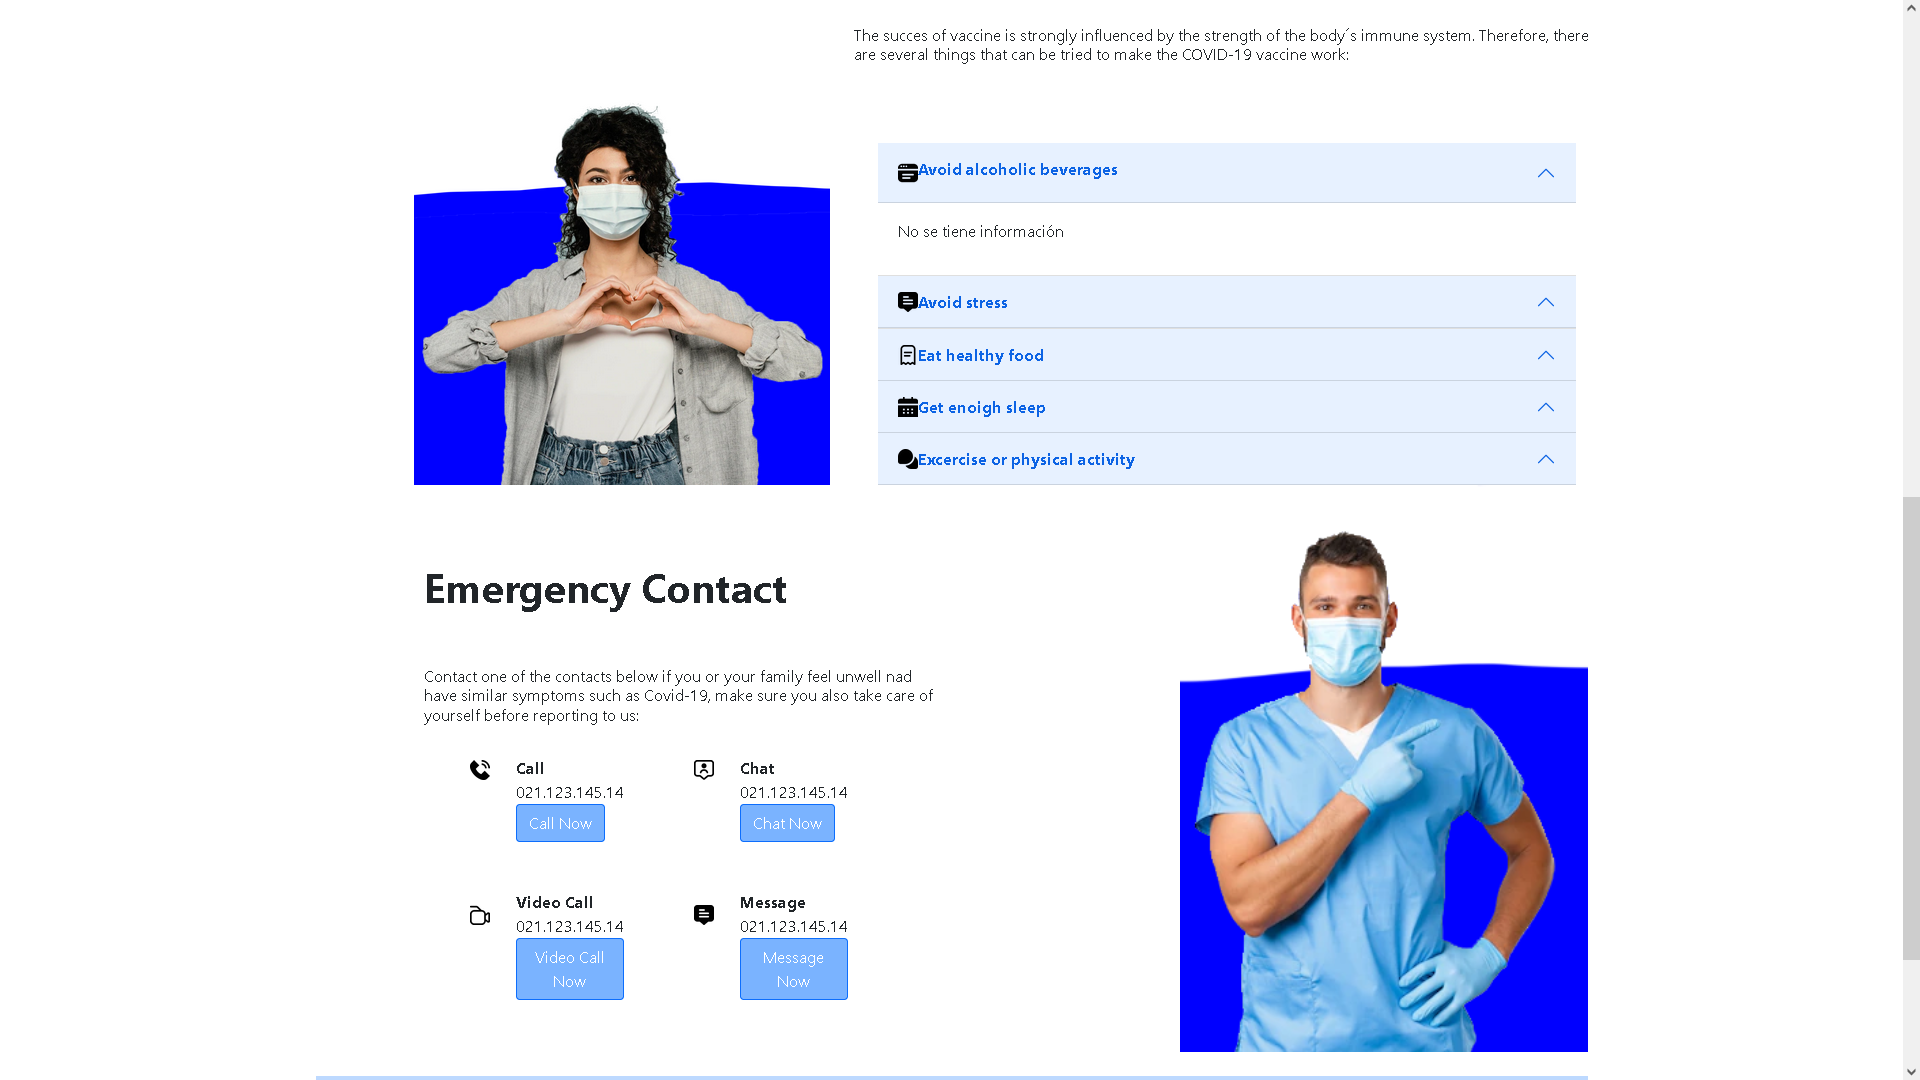 The succes of vaccine is strongly influenced by the strength of the body´s immune system. Therefore, there
are several things that can be tried to make the COVID-19 vaccine work:
Avoid alcoholic beverages
No se tiene información
Avoid stress
Eat healthy food
Get enoigh sleep
Excercise or physical activity
Emergency Contact
Contact one of the contacts below if you or your family feel unwell nad
have similar symptoms such as Covid-19, make sure you also take care of
yourself before reporting to us:
Call
021.123.145.14
Call Now
Chat
021.123.145.14
Chat Now
Video Call
021.123.145.14
Video Call
Now
Message
021.123.145.14
Message
Now